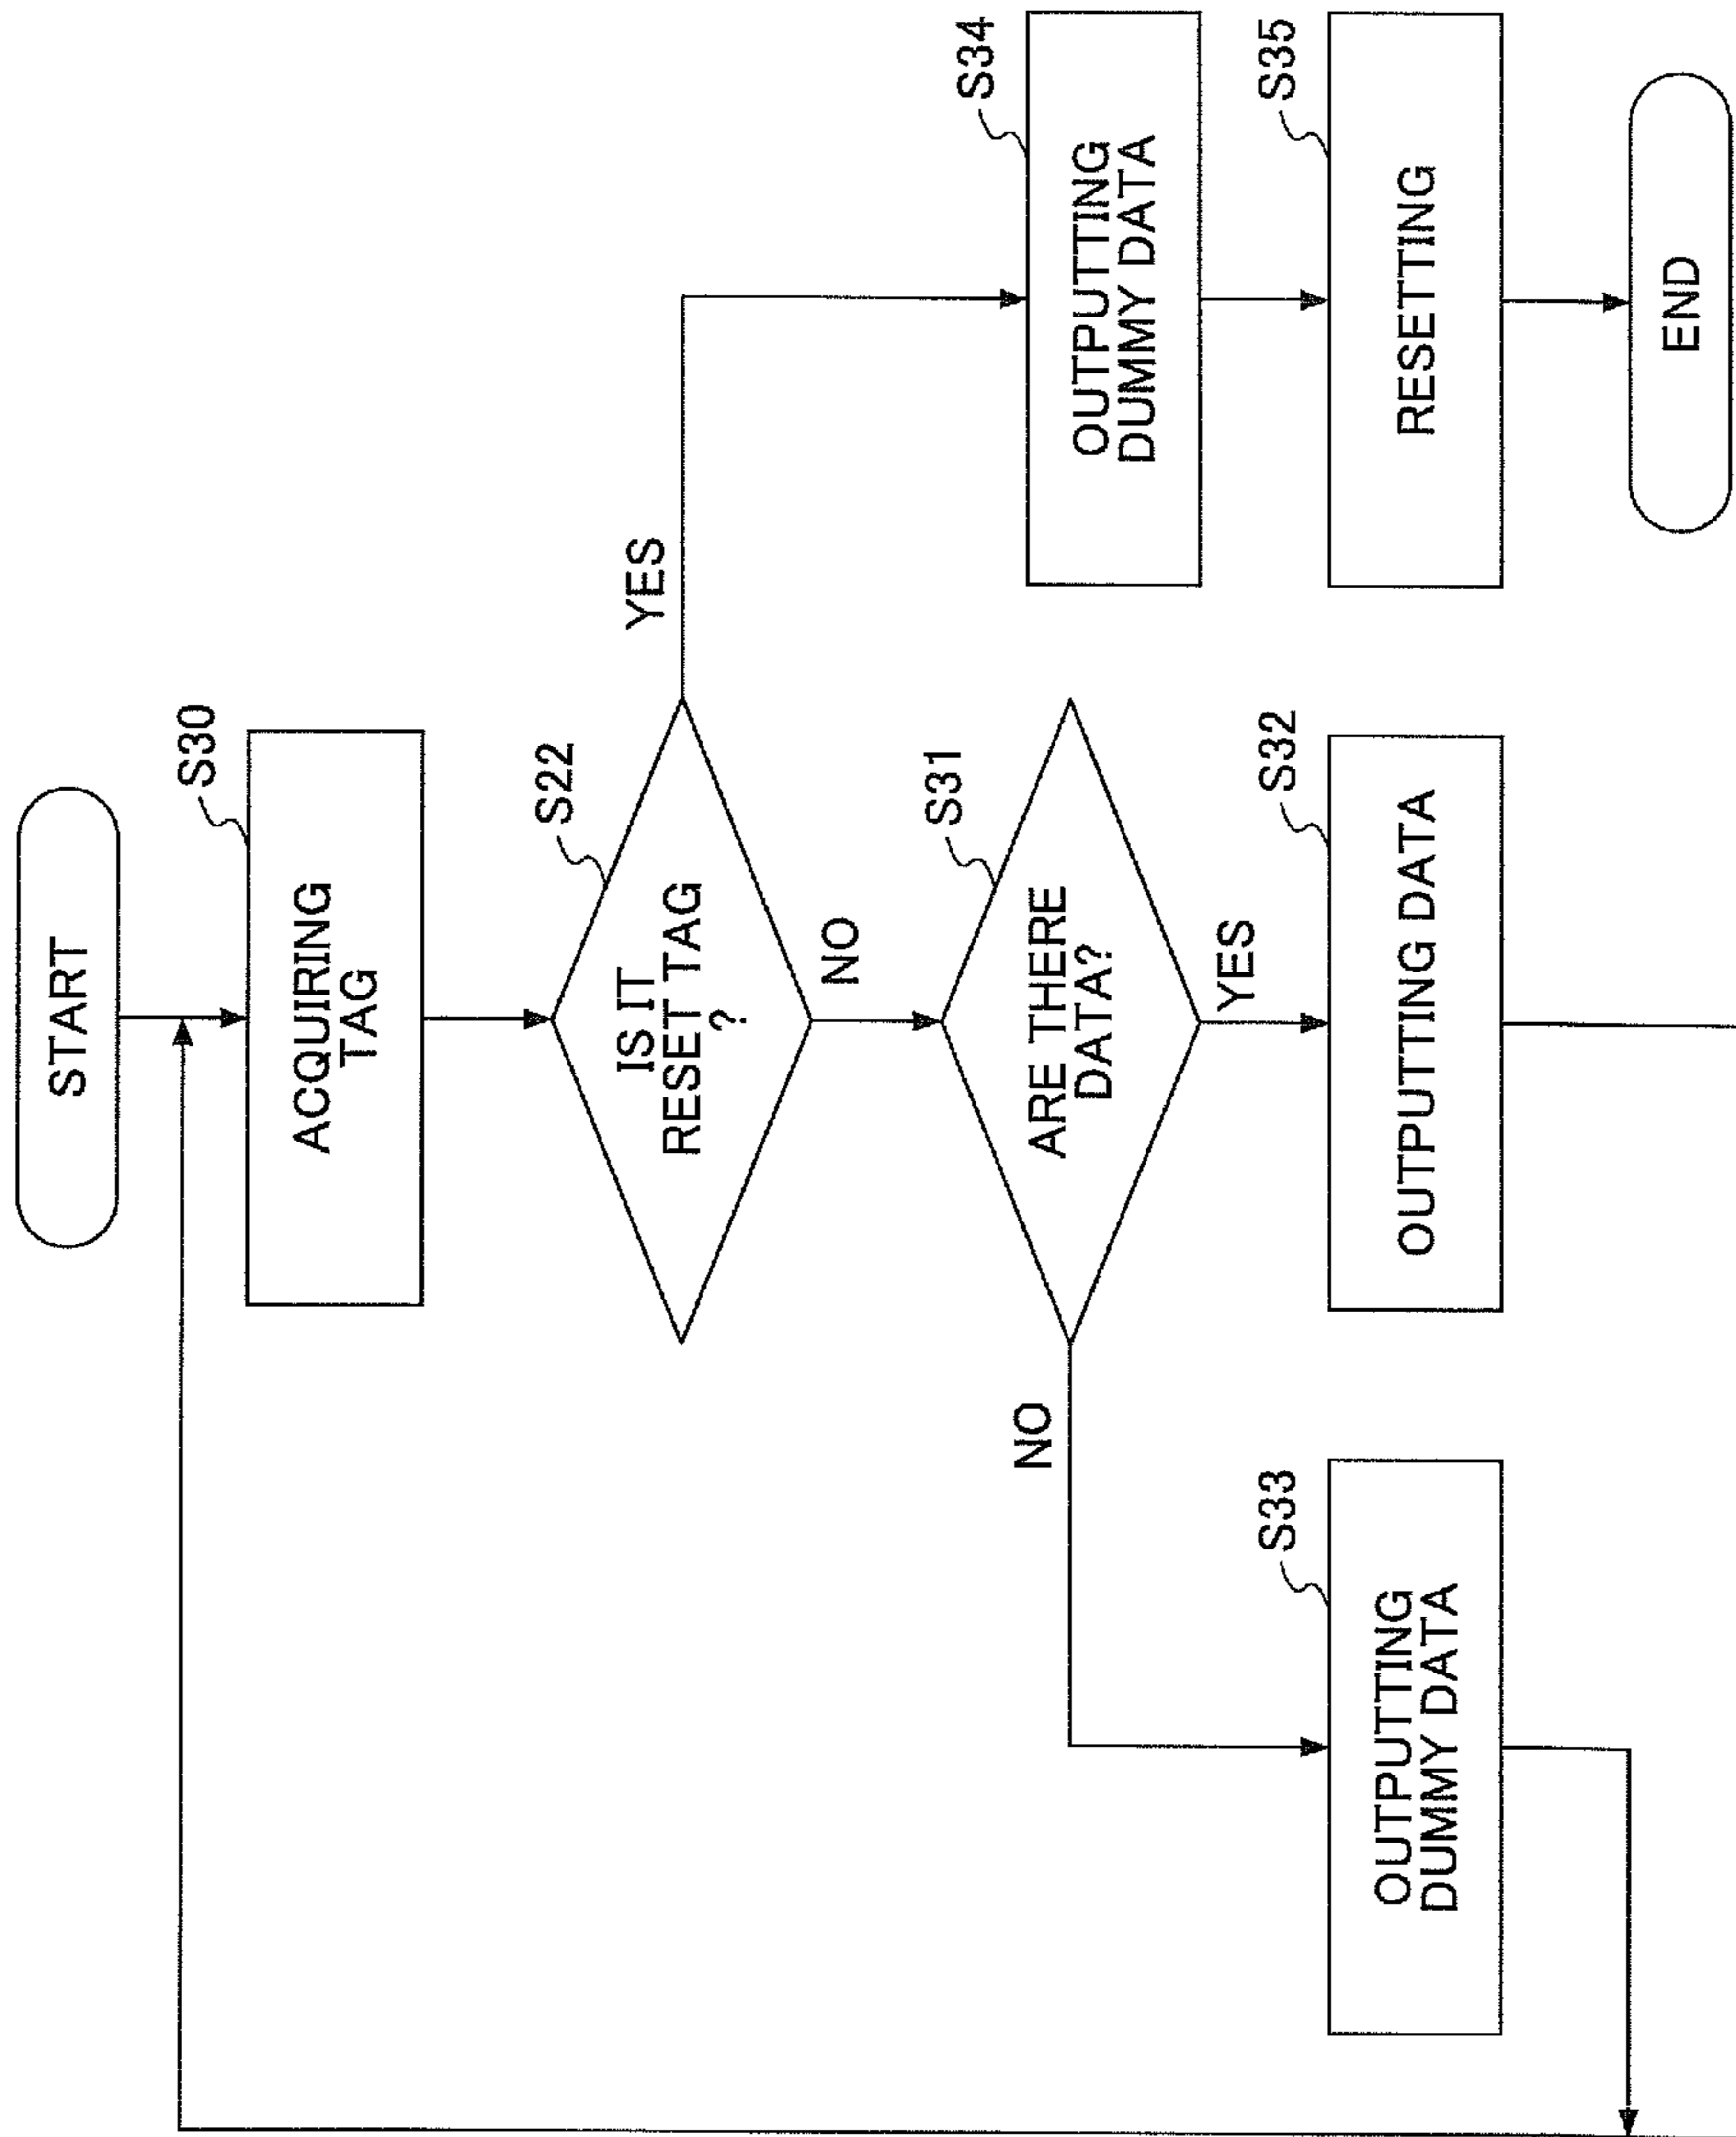 START
S30
ACQUIRING
TAG
S22
IS IT
RESET TAG
?
YES
NO
S31
ARE THERE
DATA?
NO
YES
S34
OUTPUTTING
DUMMY DATA
S33
OUTPUTTING
DUMMY DATA
S32
OUTPUTTING DATA
S35
RESETTING
END